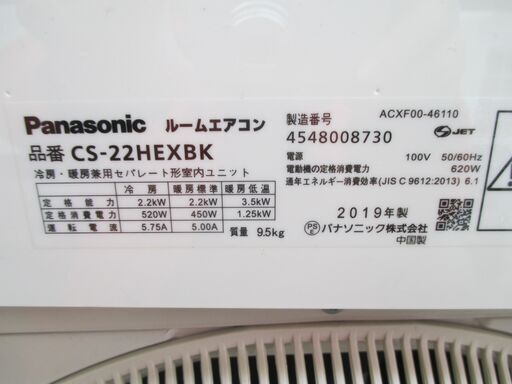 Panasonic ルームエアコン
品番 CS-22HEXBK
冷房・暖房兼用セパレート形室内ユニット
冷 房 暖房標準 暖房低温
定 格 能 力 2.2kW 2.2kW 3.5kW
定格消費電力 520W 450W 1.25kW
運 転 電 流 5.75A 5.00A
質量 9.5kg
ACXF00-46110
製造番号
4548008730
JET
電源 100V 50/60Hz
電動機の定格消費電力 620W
通年エネルギー消費効率(JIS C 9612:2013) 6.1
2019年製
PSE パナソニック株式会社
中国製